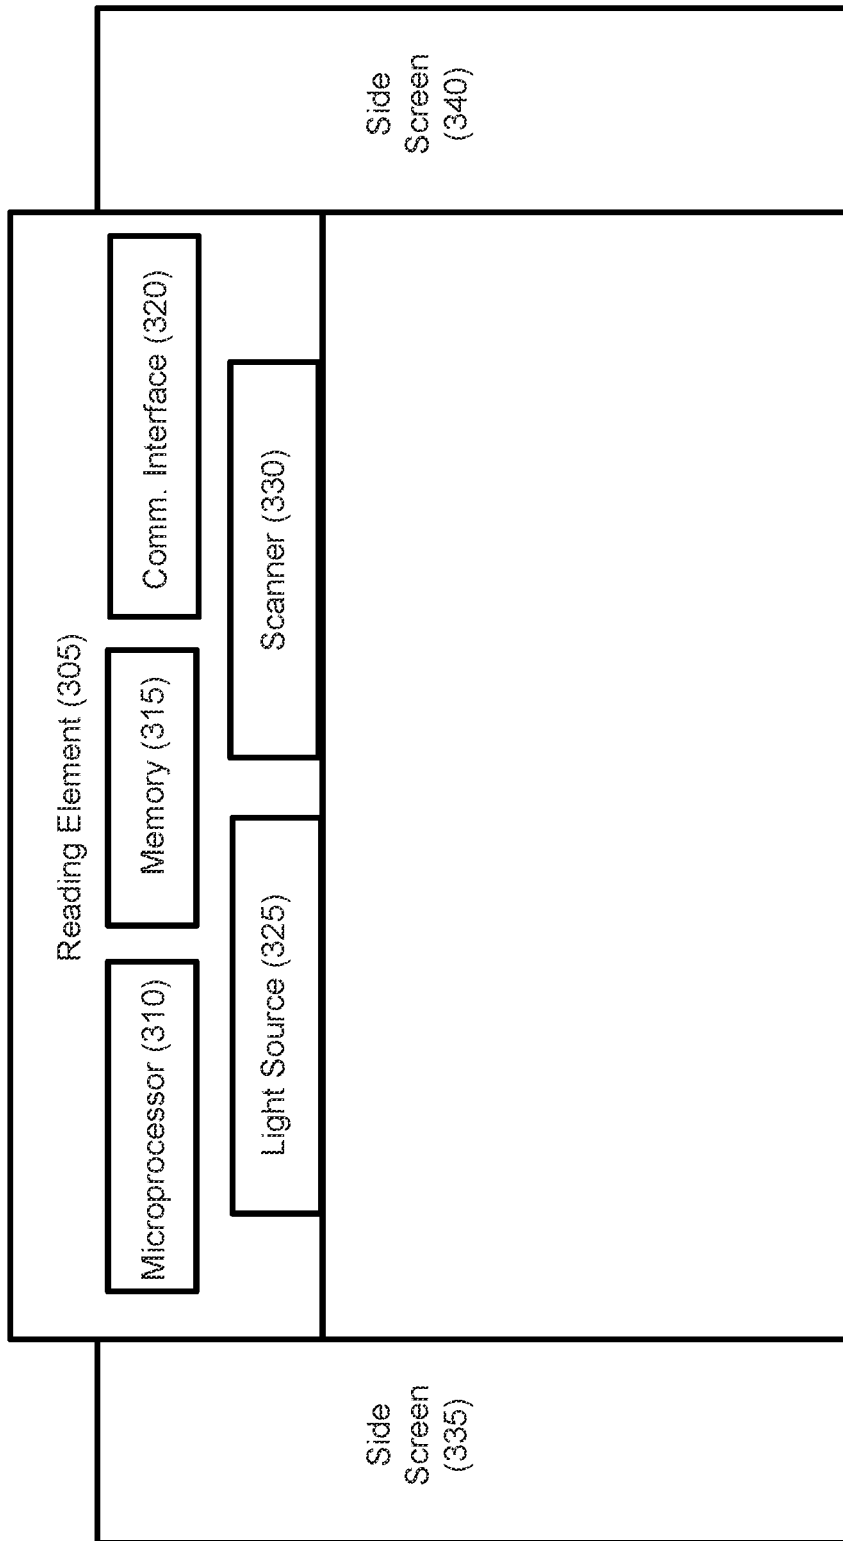 Reading Element (305)
Microprocessor (310)
Memory (315)
Comm. Interface (320)
Light Source (325)
Scanner (330)
Side
Screen
(335)
Side
Screen
(340)